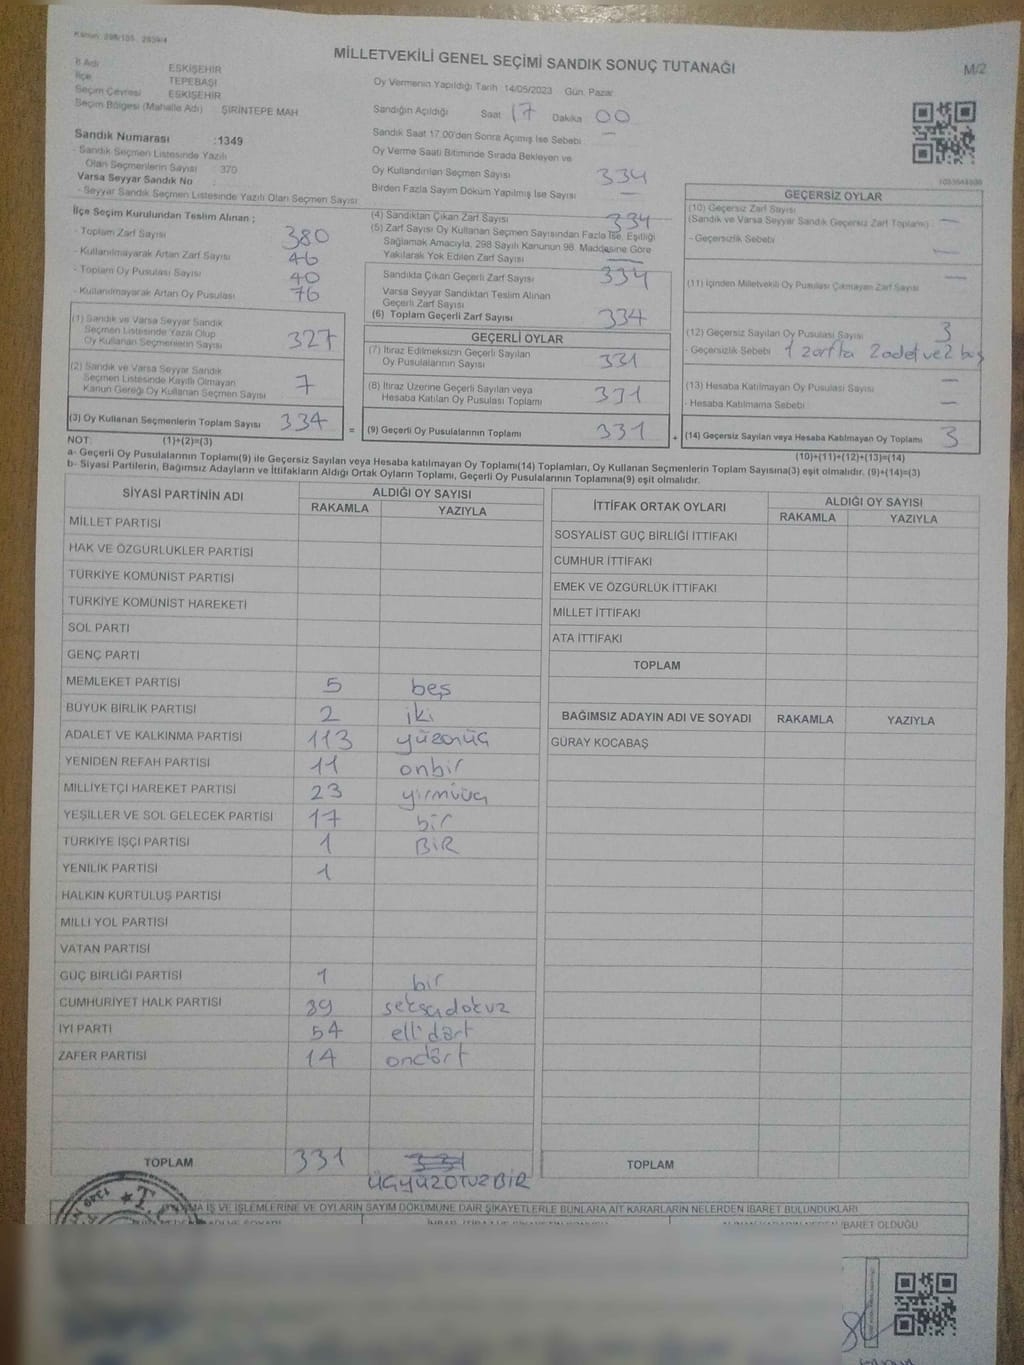 Kanun: 298/105, 2839/4
MİLLETVEKİLİ GENEL SEÇİMİ SANDIK SONUÇ TUTANAĞI
M/2
İl Adı ESKİŞEHİR
İlçe TEPEBAŞI
Seçim Çevresi ESKİŞEHİR
Seçim Bölgesi (Mahalle Adı) ŞİRİNTEPE MAH
Sandık Numarası :1349
- Sandık Seçmen Listesinde Yazılı
Olan Seçmenlerin Sayısı : 370
Varsa Seyyar Sandık No
- Seyyar Sandık Seçmen Listesinde Yazılı Olan Seçmen Sayısı:
Oy Vermenin Yapıldığı Tarih 14/05/2023 Gün: Pazar
Sandığın Açıldığı Saat 17 Dakika 00
Sandık Saat 17.00'den Sonra Açılmış İse Sebebi —
Oy Verme Saati Bitiminde Sırada Bekleyen ve
Oy Kullandırılan Seçmen Sayısı 334
Birden Fazla Sayım Döküm Yapılmış İse Sayısı —
İlçe Seçim Kurulundan Teslim Alınan ;
- Toplam Zarf Sayısı 380
- Kullanılmayarak Artan Zarf Sayısı 46
- Toplam Oy Pusulası Sayısı 40
- Kullanılmayarak Artan Oy Pusulası 76
(1) Sandık ve Varsa Seyyar Sandık
Seçmen Listesinde Yazılı Olup
Oy Kullanan Seçmenlerin Sayısı 327
(2) Sandık ve Varsa Seyyar Sandık
Seçmen Listesinde Kayıtlı Olmayan
Kanun Gereği Oy Kullanan Seçmen Sayısı 7
(3) Oy Kullanan Seçmenlerin Toplam Sayısı 334
=
(4) Sandıktan Çıkan Zarf Sayısı 334
(5) Zarf Sayısı Oy Kullanan Seçmen Sayısından Fazla İse, Eşitliği
Sağlamak Amacıyla, 298 Sayılı Kanunun 98. Maddesine Göre
Yakılarak Yok Edilen Zarf Sayısı —
Sandıkta Çıkan Geçerli Zarf Sayısı 334
Varsa Seyyar Sandıktan Teslim Alınan
Geçerli Zarf Sayısı
(6) Toplam Geçerli Zarf Sayısı 334
GEÇERLİ OYLAR
(7) İtiraz Edilmeksizin Geçerli Sayılan
Oy Pusulalarının Sayısı 331
(8) İtiraz Üzerine Geçerli Sayılan veya
Hesaba Katılan Oy Pusulası Toplamı 331
(9) Geçerli Oy Pusulalarının Toplamı 331
+
GEÇERSİZ OYLAR
(10) Geçersiz Zarf Sayısı
(Sandık ve Varsa Seyyar Sandık Geçersiz Zarf Toplamı) —
- Geçersizlik Sebebi —
(11) İçinden Milletvekili Oy Pusulası Çıkmayan Zarf Sayısı —
(12) Geçersiz Sayılan Oy Pusulası Sayısı 3
- Geçersizlik Sebebi 1 zarfta 2 adet ve 2 boş
(13) Hesaba Katılmayan Oy Pusulası Sayısı —
- Hesaba Katılmama Sebebi —
(14) Geçersiz Sayılan veya Hesaba Katılmayan Oy Toplamı 3
NOT: (1)+(2)=(3)
(10)+(11)+(12)+(13)=(14)
a- Geçerli Oy Pusulalarının Toplamı(9) ile Geçersiz Sayılan veya Hesaba katılmayan Oy Toplamı(14) Toplamları, Oy Kullanan Seçmenlerin Toplam Sayısına(3) eşit olmalıdır. (9)+(14)=(3)
b- Siyasi Partilerin, Bağımsız Adayların ve İttifakların Aldığı Ortak Oyların Toplamı, Geçerli Oy Pusulalarının Toplamına(9) eşit olmalıdır.
SİYASİ PARTİNİN ADI ALDIĞI OY SAYISI
RAKAMLA YAZIYLA
MİLLET PARTİSİ
HAK VE ÖZGÜRLÜKLER PARTİSİ
TÜRKİYE KOMÜNİST PARTİSİ
TÜRKİYE KOMÜNİST HAREKETİ
SOL PARTİ
GENÇ PARTİ
MEMLEKET PARTİSİ 5 beş
BÜYÜK BİRLİK PARTİSİ 2 iki
ADALET VE KALKINMA PARTİSİ 113 yüzonüç
YENİDEN REFAH PARTİSİ 11 onbir
MİLLİYETÇİ HAREKET PARTİSİ 23 yirmiüç
YEŞİLLER VE SOL GELECEK PARTİSİ 17 bir
TÜRKİYE İŞÇİ PARTİSİ 1 BİR
YENİLİK PARTİSİ 1
HALKIN KURTULUŞ PARTİSİ
MİLLİ YOL PARTİSİ
VATAN PARTİSİ
GÜÇ BİRLİĞİ PARTİSİ 1 bir
CUMHURİYET HALK PARTİSİ 89 seksadokuz
İYİ PARTİ 54 ellidört
ZAFER PARTİSİ 14 ondört
TOPLAM 331 331
ÜÇYÜZOTUZBİR
İTTİFAK ORTAK OYLARI ALDIĞI OY SAYISI
RAKAMLA YAZIYLA
SOSYALİST GÜÇ BİRLİĞİ İTTİFAKI
CUMHUR İTTİFAKI
EMEK VE ÖZGÜRLÜK İTTİFAKI
MİLLET İTTİFAKI
ATA İTTİFAKI
TOPLAM
BAĞIMSIZ ADAYIN ADI VE SOYADI RAKAMLA YAZIYLA
GÜRAY KOCABAŞ
TOPLAM
İŞ VE İŞLEMLERİNE VE OYLARIN SAYIM DÖKÜMÜNE DAİR ŞİKAYETLERLE BUNLARA AİT KARARLARIN NELERDEN İBARET BULUNDUKLARI
İBARET OLDUĞU